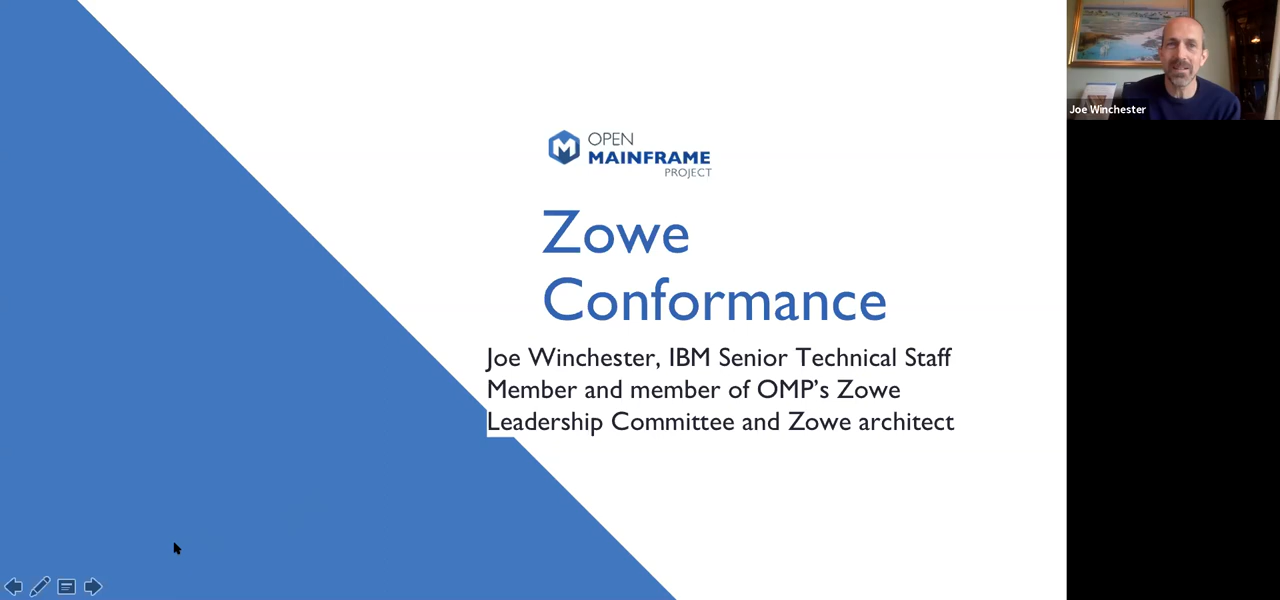 OPEN
MAINFRAME
PROJECT
Zowe
Conformance
Joe Winchester, IBM Senior Technical Staff
Member and member of OMP’s Zowe
Leadership Committee and Zowe architect
Joe Winchester